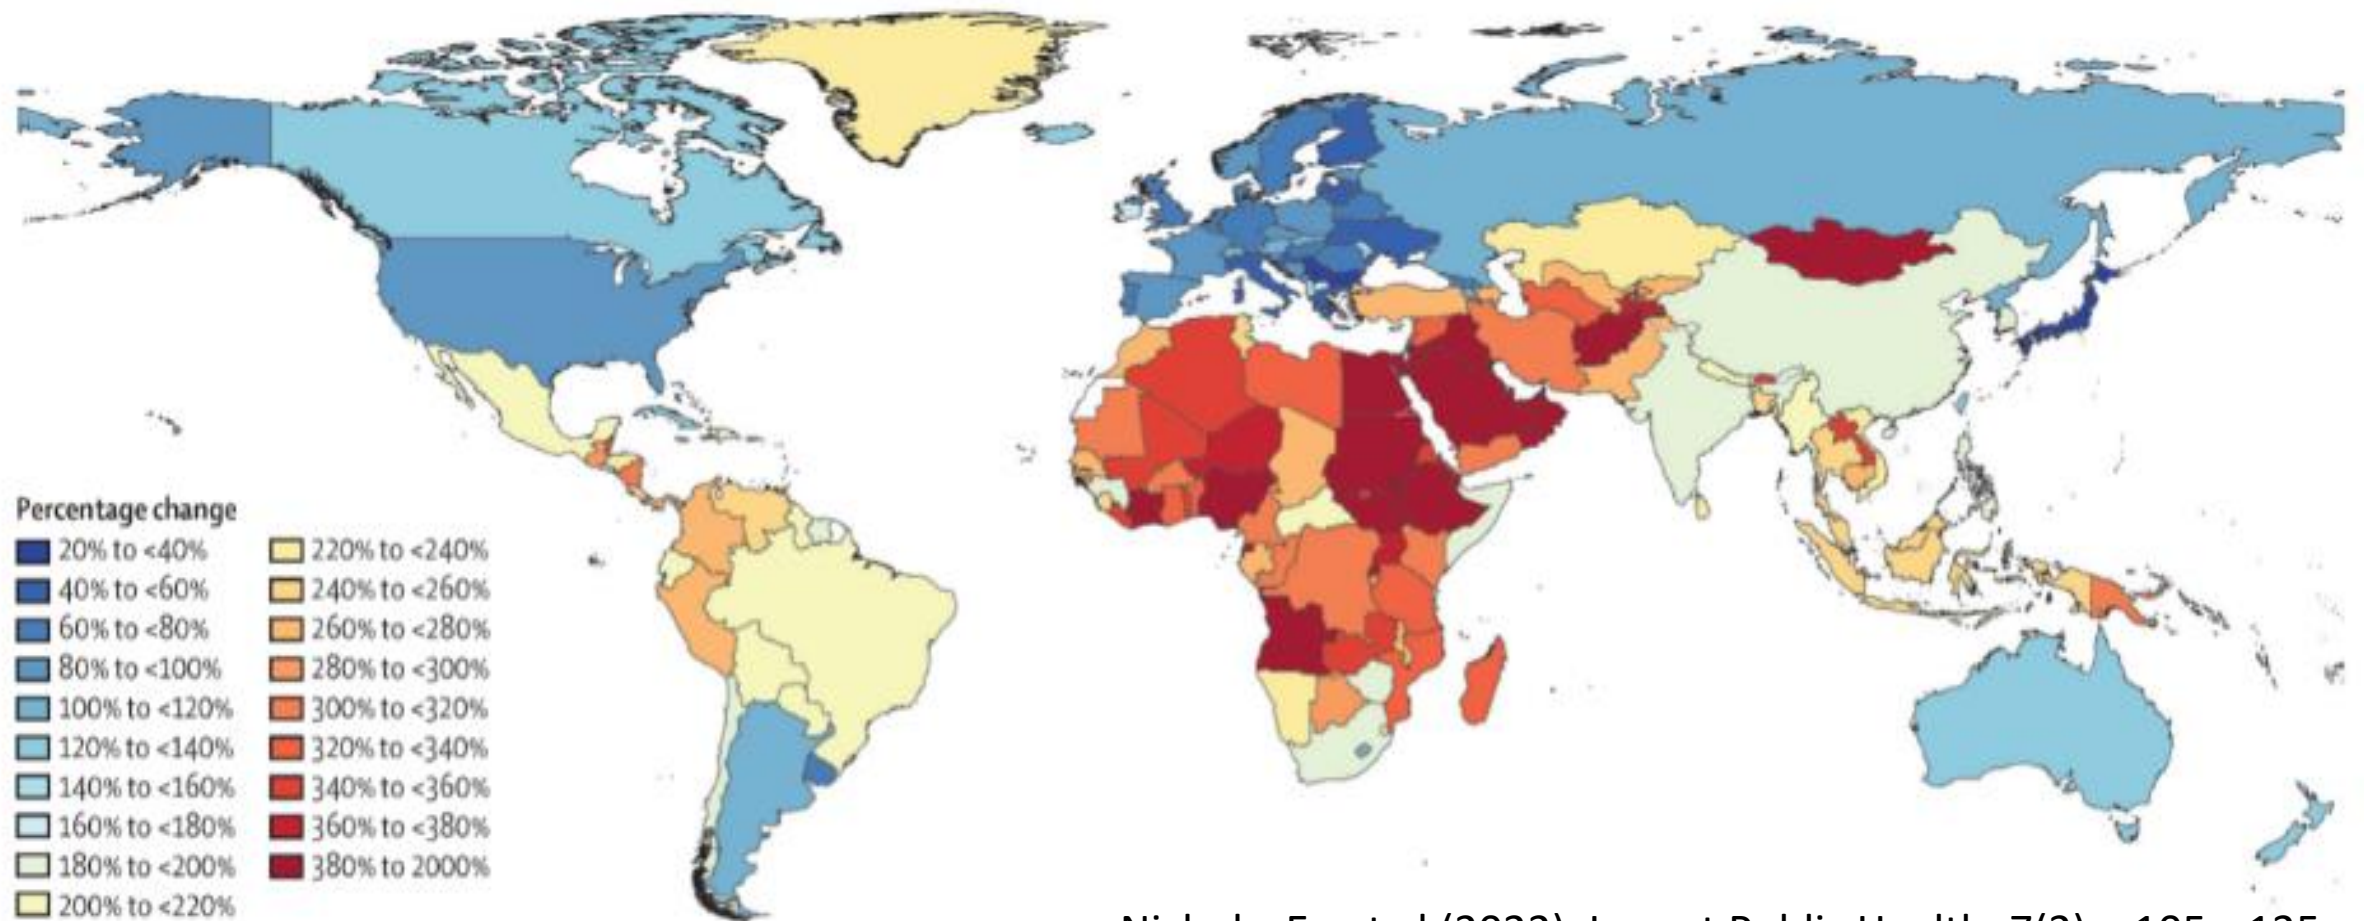 Percentage change
20% to <40%
40% to <60%
60% to <80%
80% to <100%
100% to <120%
120% to <140%
140% to <160%
160% to <180%
180% to <200%
200% to <220%
220% to <240%
240% to <260%
260% to <280%
280% to <300%
300% to <320%
320% to <340%
340% to <360%
360% to <380%
380% to 2000%